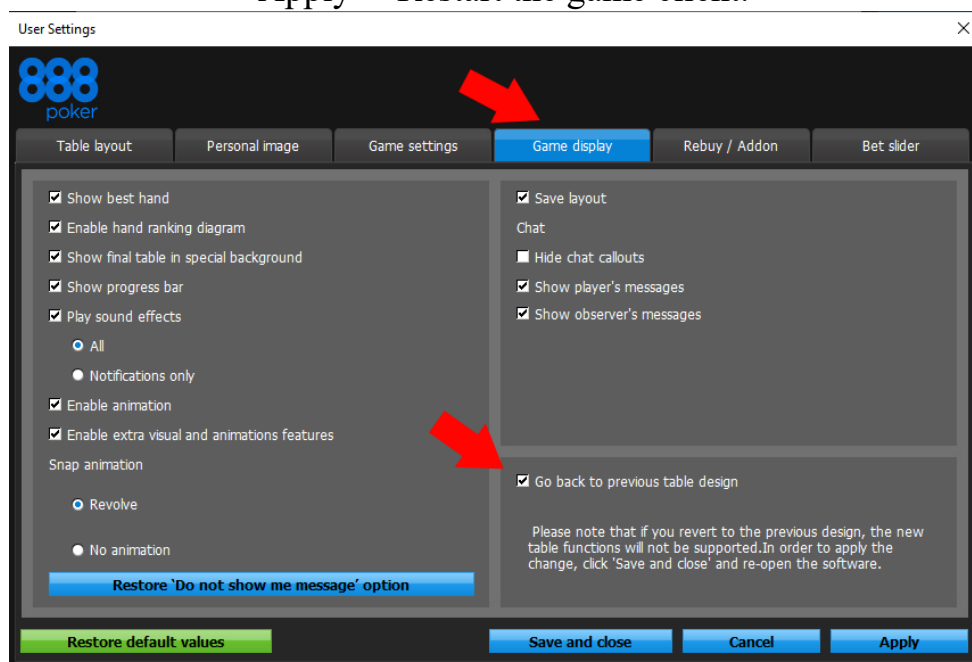 Apply – Restart the game client.
User Settings
888
poker
Table layout
Personal image
Game settings
Game display
Rebuy / Addon
Bet slider
Show best hand
Enable hand ranking diagram
Show final table in special background
Show progress bar
Play sound effects
All
Notifications only
Enable animation
Enable extra visual and animations features
Snap animation
Revolve
No animation
Restore 'Do not show me message' option
Save layout
Chat
Hide chat callouts
Show player's messages
Show observer's messages
Go back to previous table design
Please note that if you revert to the previous design, the new
table functions will not be supported.In order to apply the
change, click 'Save and close' and re-open the software.
Restore default values
Save and close
Cancel
Apply